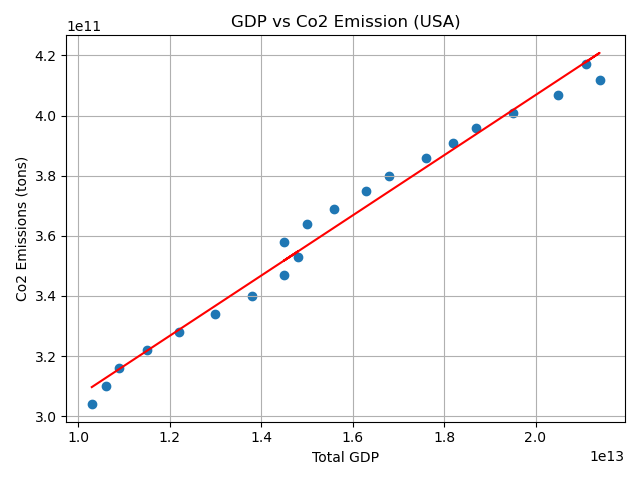 GDP vs Co2 Emission (USA)
1e11
4.2
4.0
3.8
3.6
3.4
3.2
3.0
Co2 Emissions (tons)
1.0 1.2 1.4 1.6 1.8 2.0
1e13
Total GDP